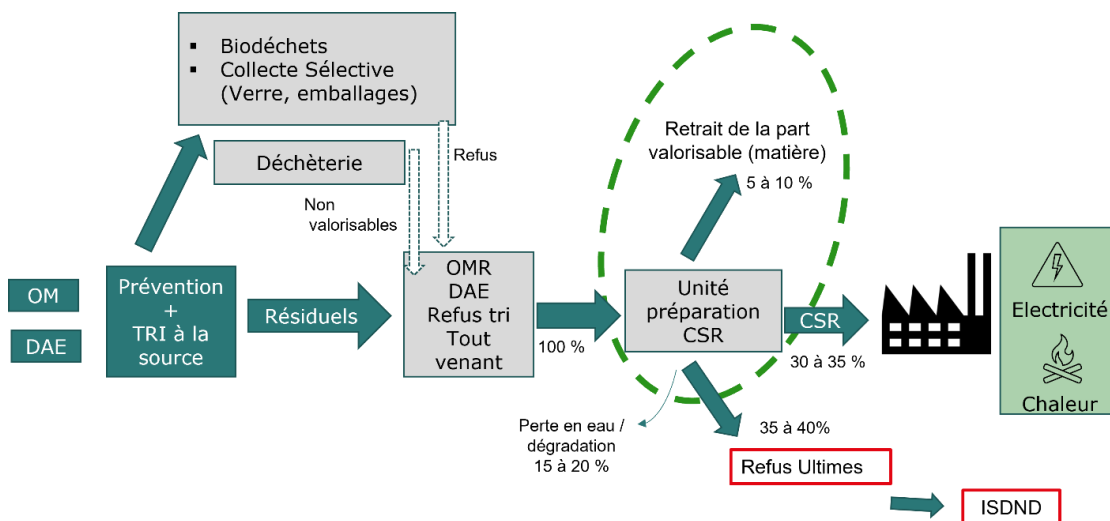 ▪ Biodéchets
▪ Collecte Sélective
(Verre, emballages)
Déchèterie
Refus
Non
valorisables
OM
DAE
Prévention
+
TRI à la
source
Résiduels
OMR
DAE
Refus tri
Tout
venant
100 %
Retrait de la part
valorisable (matière)
5 à 10 %
Unité
préparation
CSR
CSR
30 à 35 %
Electricité
Chaleur
Perte en eau /
dégradation
15 à 20 %
35 à 40%
Refus Ultimes
ISDND